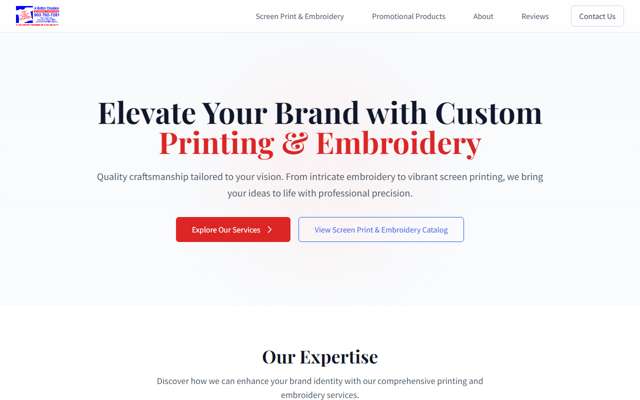 Screen Print & Embroidery
Promotional Products
About
Reviews
Contact Us
Elevate Your Brand with Custom
Printing & Embroidery
Quality craftsmanship tailored to your vision. From intricate embroidery to vibrant screen printing, we bring
your ideas to life with professional precision.
Explore Our Services
View Screen Print & Embroidery Catalog
Our Expertise
Discover how we can enhance your brand identity with our comprehensive printing and
embroidery services.